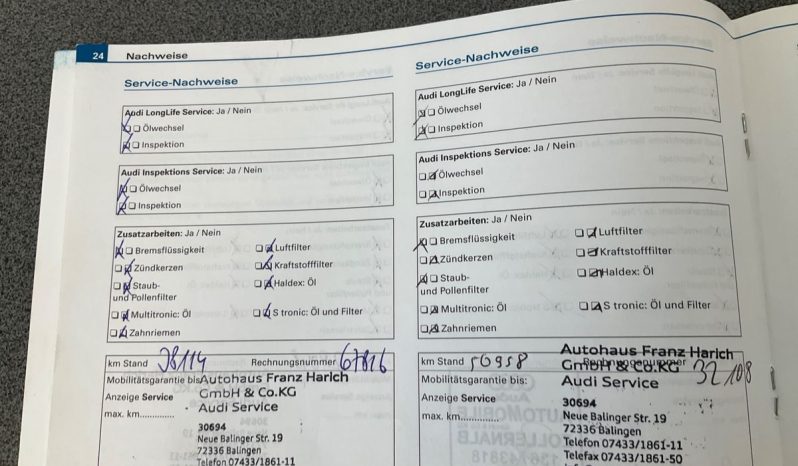 24 Nachweise
Service-Nachweise
Audi LongLife Service: Ja / Nein
Ölwechsel
Inspektion
Audi Inspektions Service: Ja / Nein
Ölwechsel
Inspektion
Zusatzarbeiten: Ja / Nein
Bremsflüssigkeit Luftfilter
Zündkerzen Kraftstofffilter
Staub- Haldex: Öl
und Pollenfilter
Multitronic: Öl S tronic: Öl und Filter
Zahnriemen
km Stand 38114 Rechnungsnummer 67816
Mobilitätsgarantie bis Autohaus Franz Harich
Anzeige Service GmbH & Co.KG
max. km.............. Audi Service
30694
Neue Balinger Str. 19
72336 Balingen
Telefon 07433/1861-11
Service-Nachweise
Audi LongLife Service: Ja / Nein
Ölwechsel
Inspektion
Audi Inspektions Service: Ja / Nein
Ölwechsel
Inspektion
Zusatzarbeiten: Ja / Nein
Bremsflüssigkeit Luftfilter
Zündkerzen Kraftstofffilter
Staub- Haldex: Öl
und Pollenfilter
Multitronic: Öl S tronic: Öl und Filter
Zahnriemen
Autohaus Franz Harich
km Stand 56958 Rechnungsnummer 32108
GmbH & Co.KG
Mobilitätsgarantie bis: Audi Service
Anzeige Service
30694
max. km.............. Neue Balinger Str. 19
72336 Balingen
Telefon 07433/1861-11
Telefax 07433/1861-50